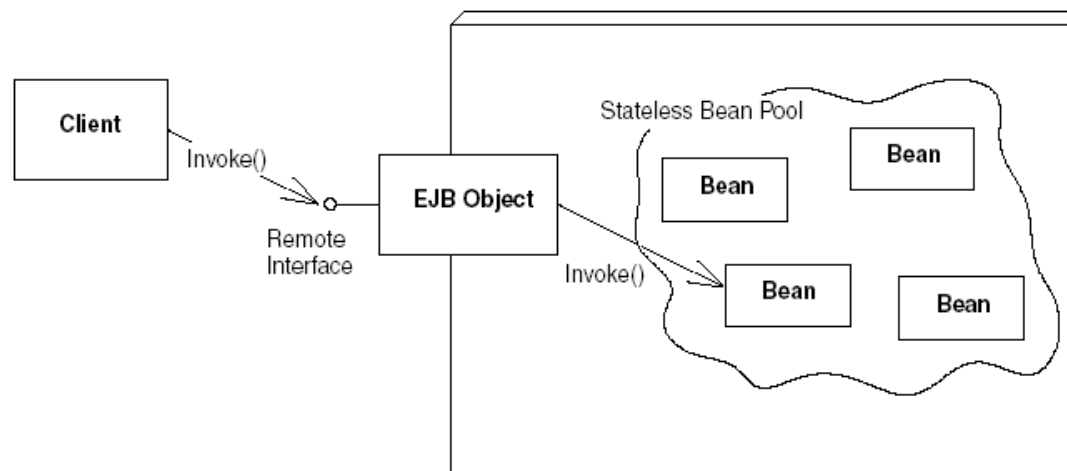 Client
Invoke()
Remote
Interface
EJB Object
Invoke()
Stateless Bean Pool
Bean
Bean
Bean
Bean